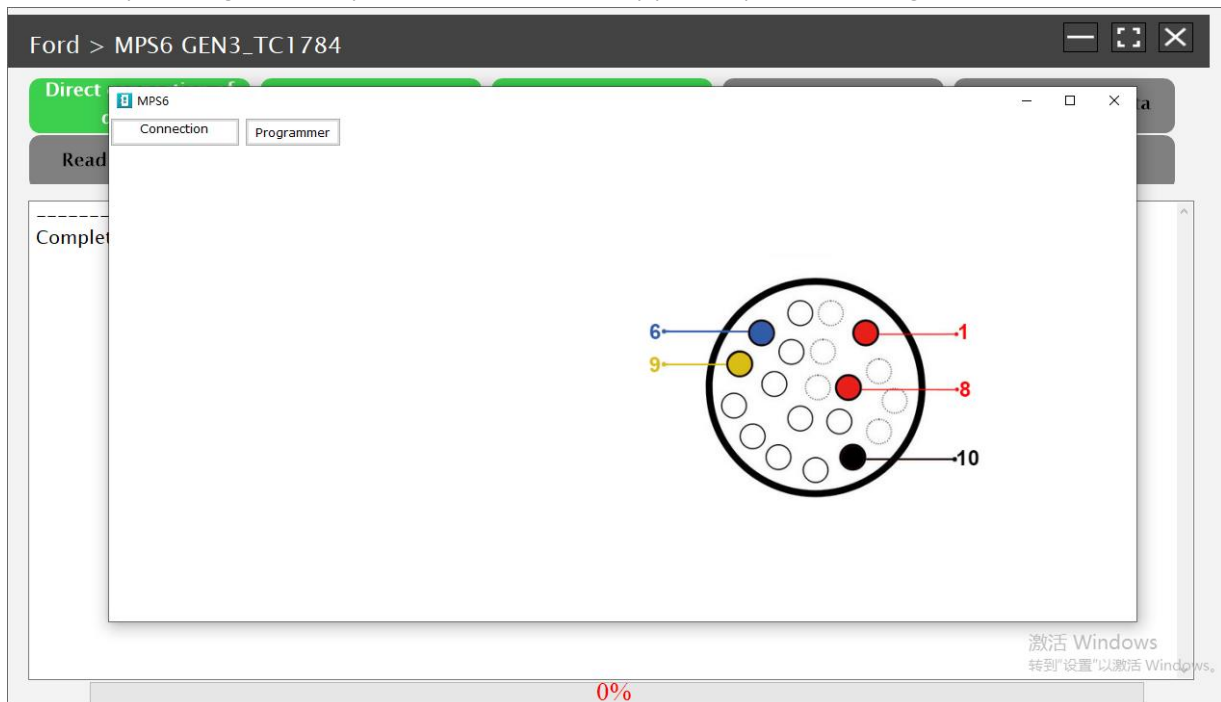 Ford > MPS6 GEN3_TC1784
Direct
MPS6
Connection
Programmer
Read
--------
Complet
6
1
9
8
10
激活 Windows
转到"设置"以激活 Windows。
0%